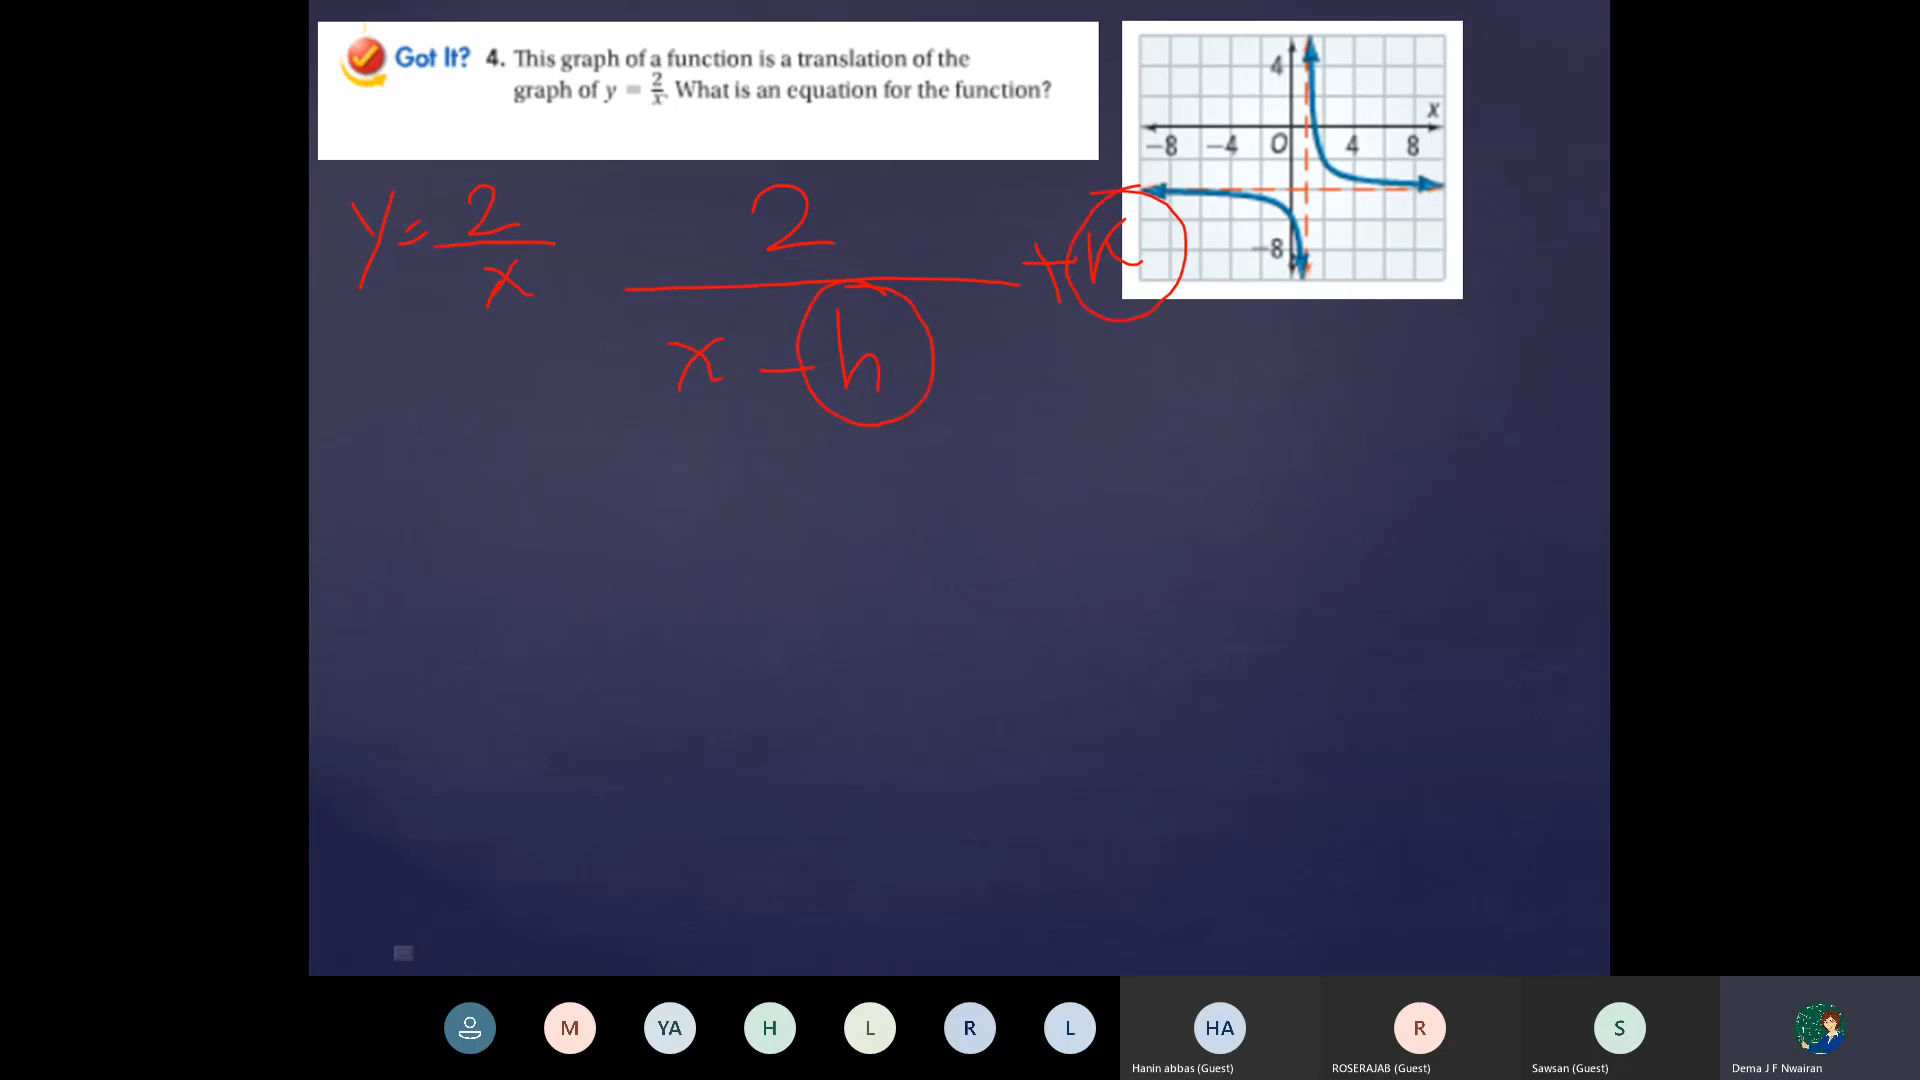 Got It? 4. This graph of a function is a translation of the
graph of y = 2/x. What is an equation for the function?
4
x
−8 −4 O 4 8
−8
y = 2/x
2/(x − h) + k
M YA H L R L HA R S
Hanin abbas (Guest) ROSERAJAB (Guest) Sawsan (Guest) Dema J F Nwairan